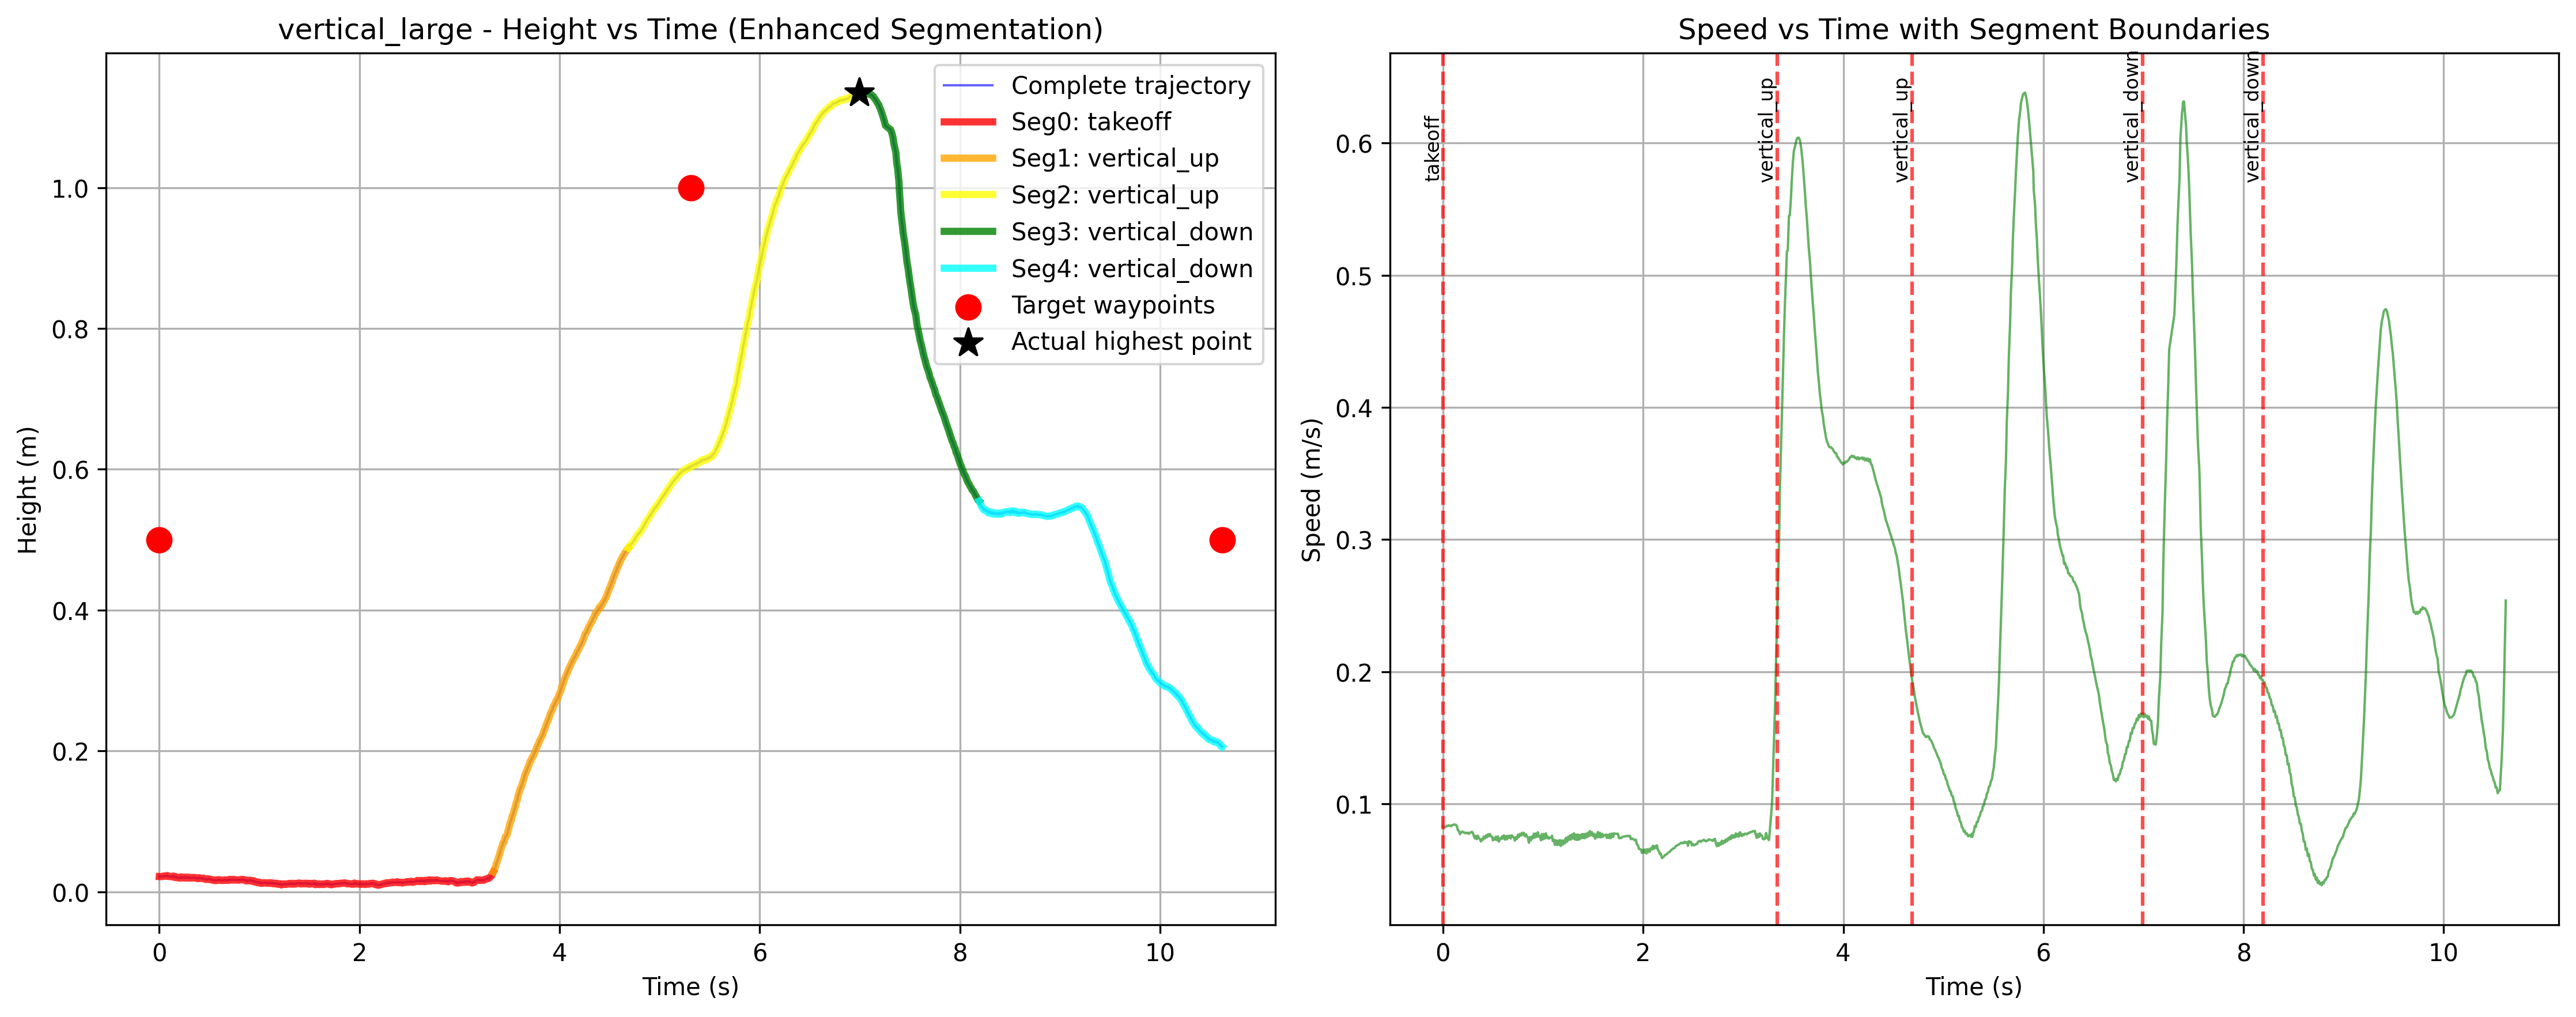 vertical_large - Height vs Time (Enhanced Segmentation)
Height (m)
1.0
0.8
0.6
0.4
0.2
0.0
0 2 4 6 8 10
Time (s)
Complete trajectory
Seg0: takeoff
Seg1: vertical_up
Seg2: vertical_up
Seg3: vertical_down
Seg4: vertical_down
Target waypoints
Actual highest point
Speed vs Time with Segment Boundaries
Speed (m/s)
0.6
0.5
0.4
0.3
0.2
0.1
takeoff
vertical_up
vertical_up
vertical_down
vertical_down
0 2 4 6 8 10
Time (s)